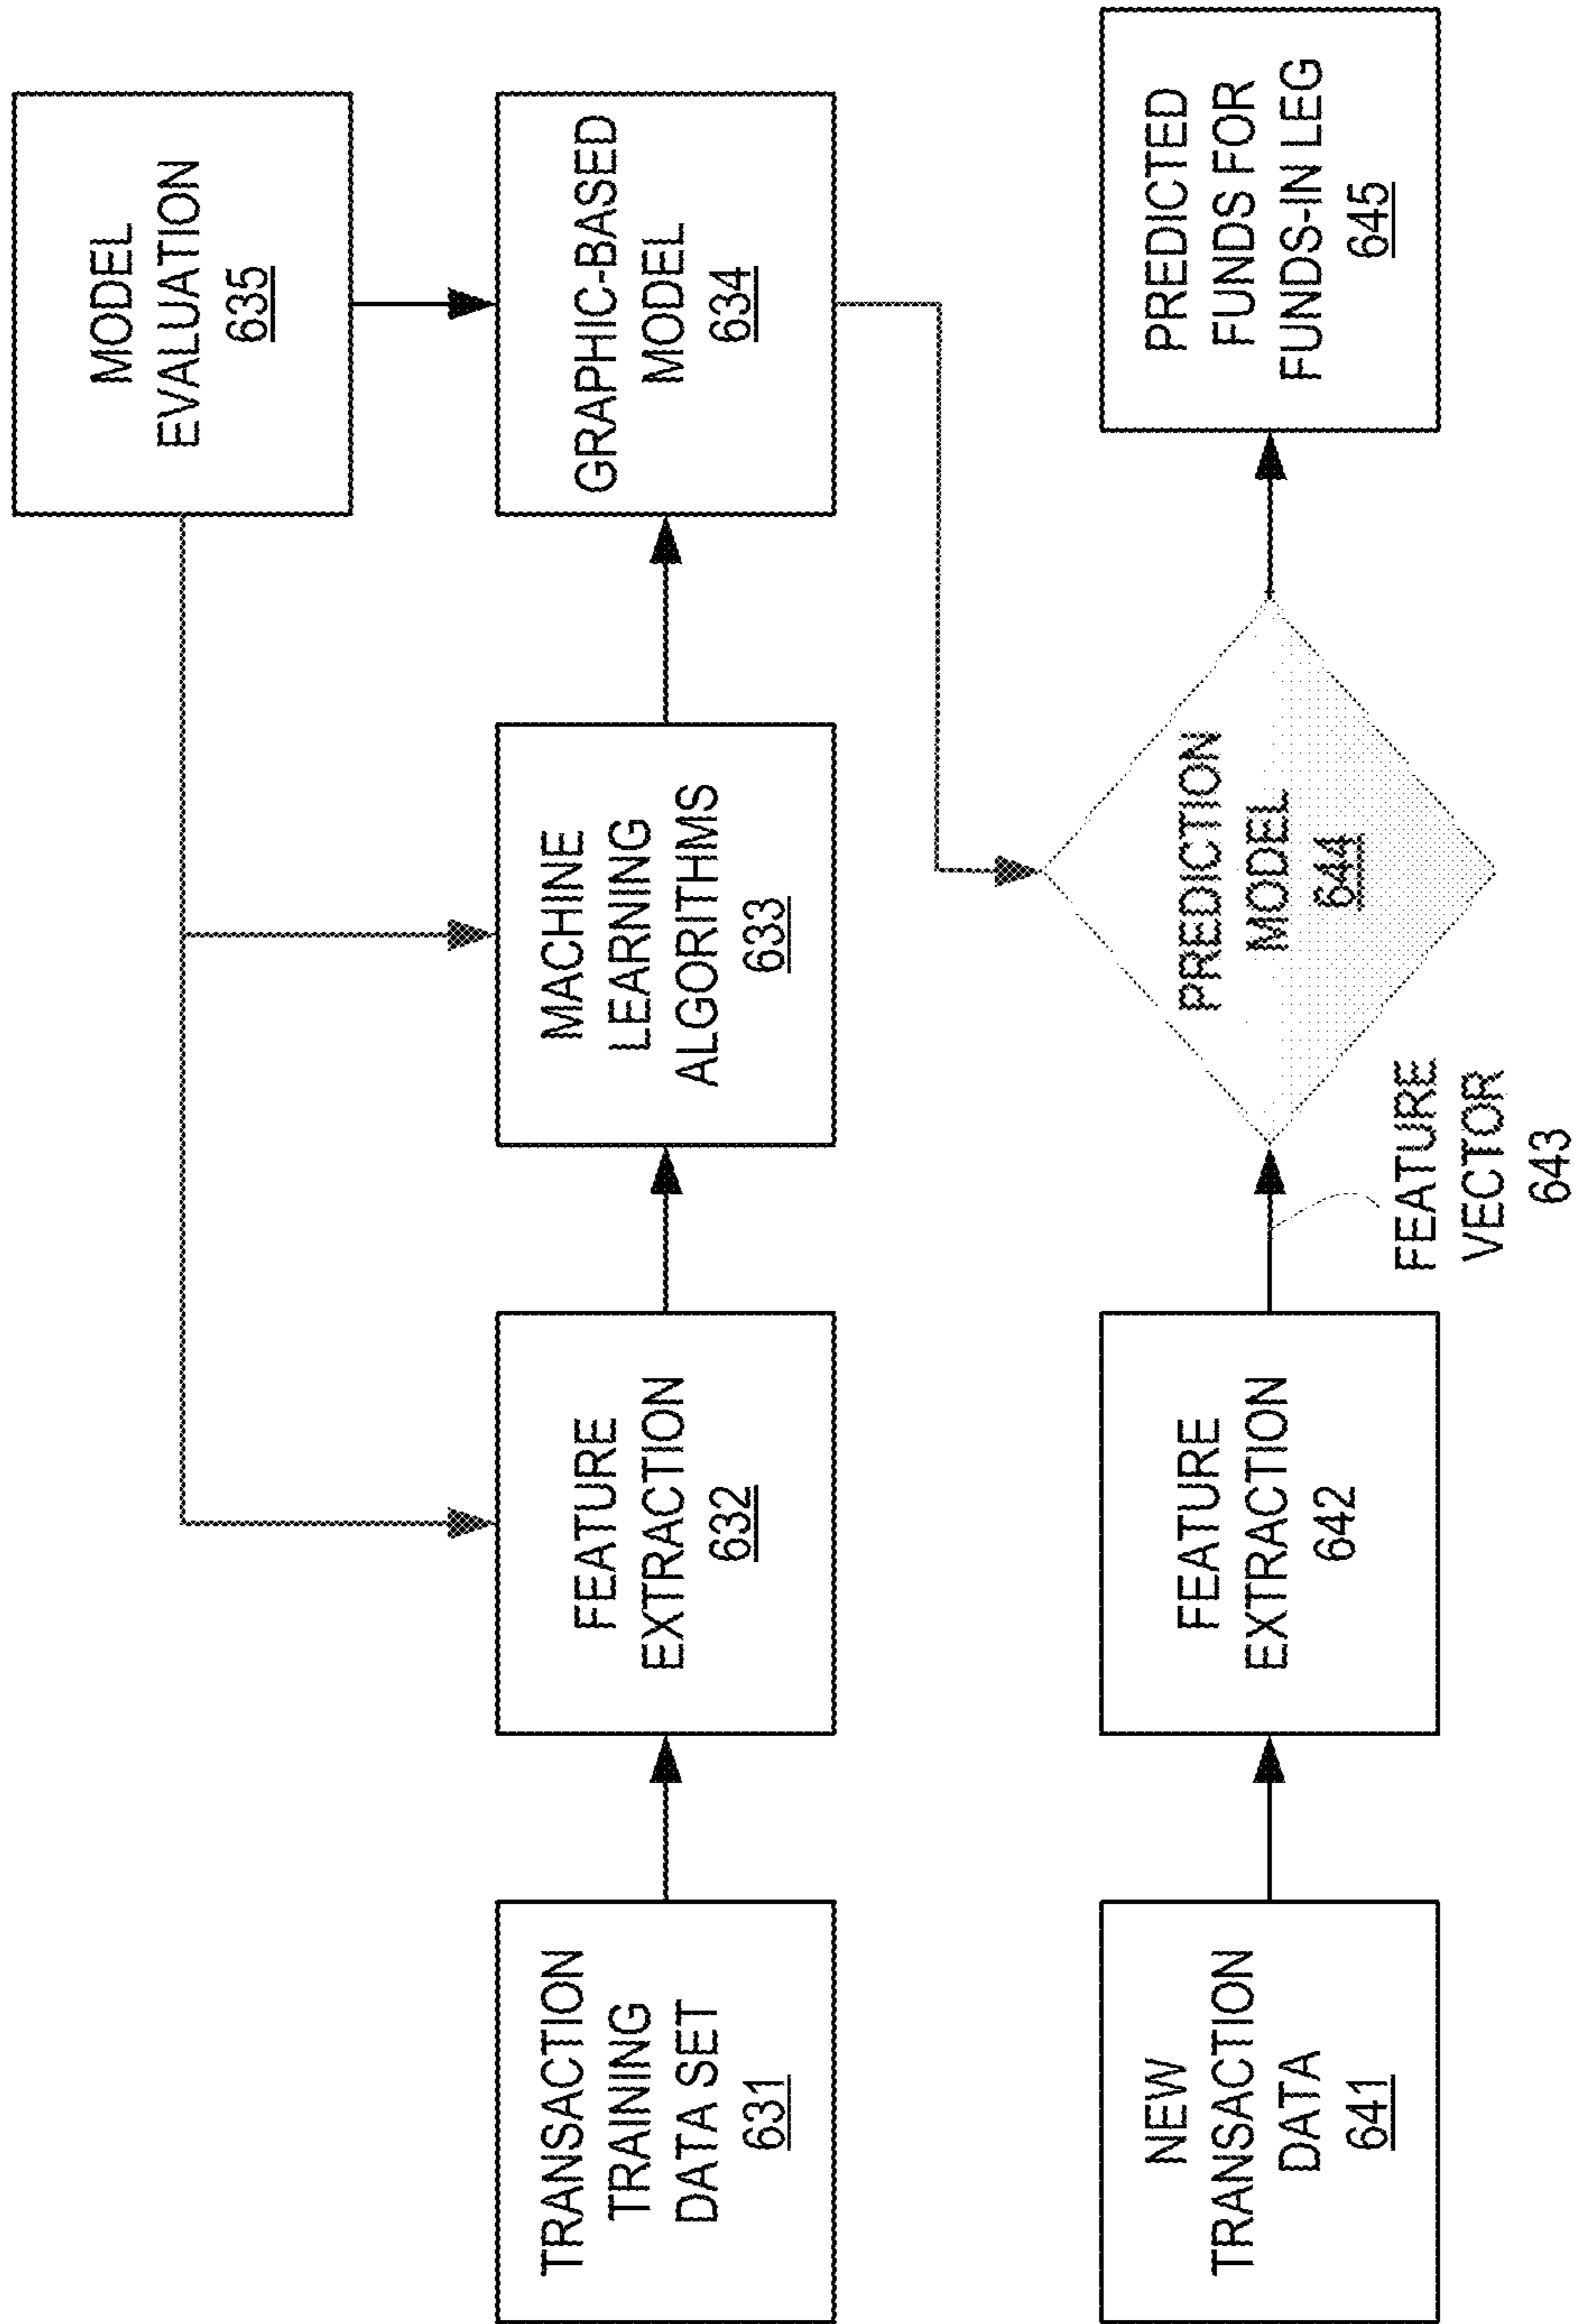 MODEL
EVALUATION
635
TRANSACTION
TRAINING
DATA SET
631
FEATURE
EXTRACTION
632
MACHINE
LEARNING
ALGORITHMS
633
GRAPHIC-BASED
MODEL
634
NEW
TRANSACTION
DATA
641
FEATURE
EXTRACTION
642
FEATURE
VECTOR
643
PREDICTION
MODEL
644
PREDICTED
FUNDS FOR
FUNDS-IN LEG
645